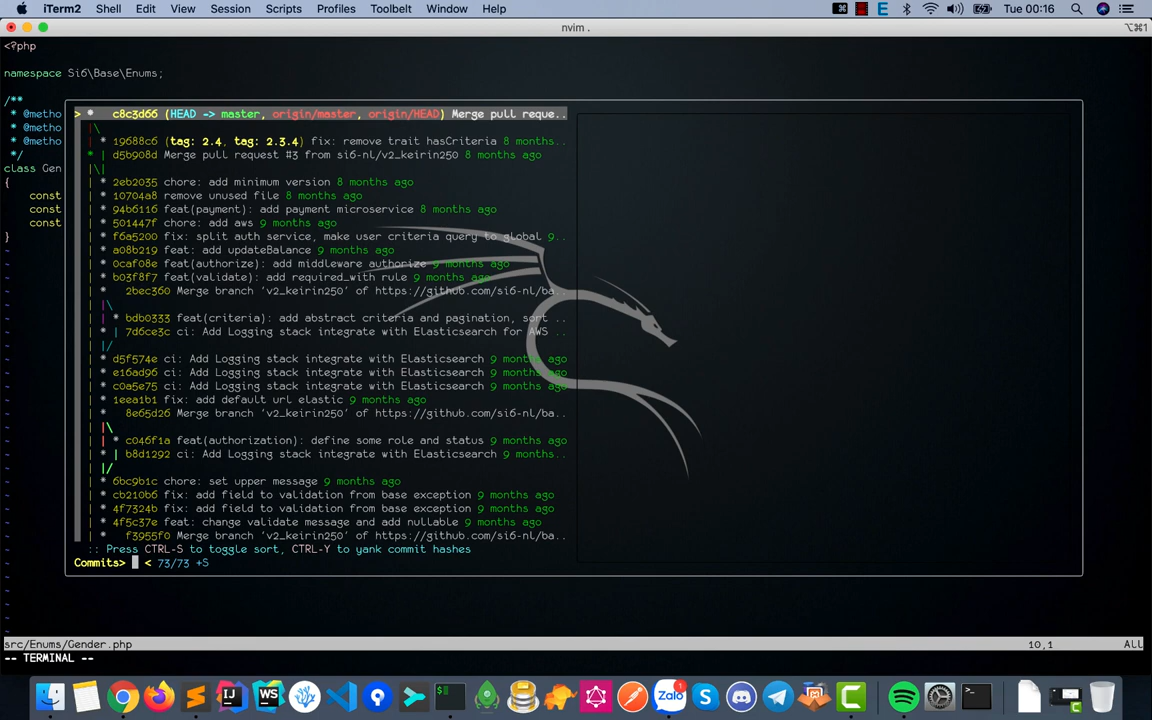 iTerm2 Shell Edit View Session Scripts Profiles Toolbelt Window Help Tue 00:16
nvim . ⌥⌘1
<?php
namespace Si6\Base\Enums;
/**
* @metho
* @metho
* @metho
*/
class Gen
{
const
const
const
}
> * c8c3d66 (HEAD -> master, origin/master, origin/HEAD) Merge pull reque..
|\
| * 19688c6 (tag: 2.4, tag: 2.3.4) fix: remove trait hasCriteria 8 months..
* | d5b908d Merge pull request #3 from si6-nl/v2_keirin250 8 months ago
|\|
| * 2eb2035 chore: add minimum version 8 months ago
| * 10704a8 remove unused file 8 months ago
| * 94b6116 feat(payment): add payment microservice 8 months ago
| * 501447f chore: add aws 9 months ago
| * f6a5200 fix: split auth service, make user criteria query to global 9..
| * a08b219 feat: add updatebalance 9 months ago
| * 0caf08e feat(authorize): add middleware authorize 9 months ago
| * b03f8f7 feat(validate): add required_with rule 9 months ago
| * 2bec360 Merge branch 'v2_keirin250' of https://github.com/si6-nl/ba..
| |\
| | * bdb0333 feat(criteria): add abstract criteria and pagination, sort ..
| * | 7d6ce3c ci: Add Logging stack integrate with ELasticsearch for AWS ..
| |/
| * d5f574e ci: Add Logging stack integrate with ELasticsearch 9 months ago
| * e16ad96 ci: Add Logging stack integrate with ELasticsearch 9 months ago
| * c0a5e75 ci: Add Logging stack integrate with ELasticsearch 9 months ago
| * 1eea1b1 fix: add default url elastic 9 months ago
| * 8e65d26 Merge branch 'v2_keirin250' of https://github.com/si6-nl/ba..
| |\
| | * c046f1a feat(authorization): define some role and status 9 months ago
| * | b8d1292 ci: Add Logging stack integrate with ELasticsearch 9 months..
| |/
| * 6bc9b1c chore: set upper message 9 months ago
| * cb210b6 fix: add field to validation from base exception 9 months ago
| * 4f7324b fix: add field to validation from base exception 9 months ago
| * 4f5c37e feat: change validate message and add nullable 9 months ago
| * f3955f0 Merge branch 'v2_keirin250' of https://github.com/si6-nl/ba..
:: Press CTRL-S to toggle sort, CTRL-Y to yank commit hashes
Commits> < 73/73 +S
src/Enums/Gender.php 10,1 All
-- TERMINAL --
IJ WS Zalo 1